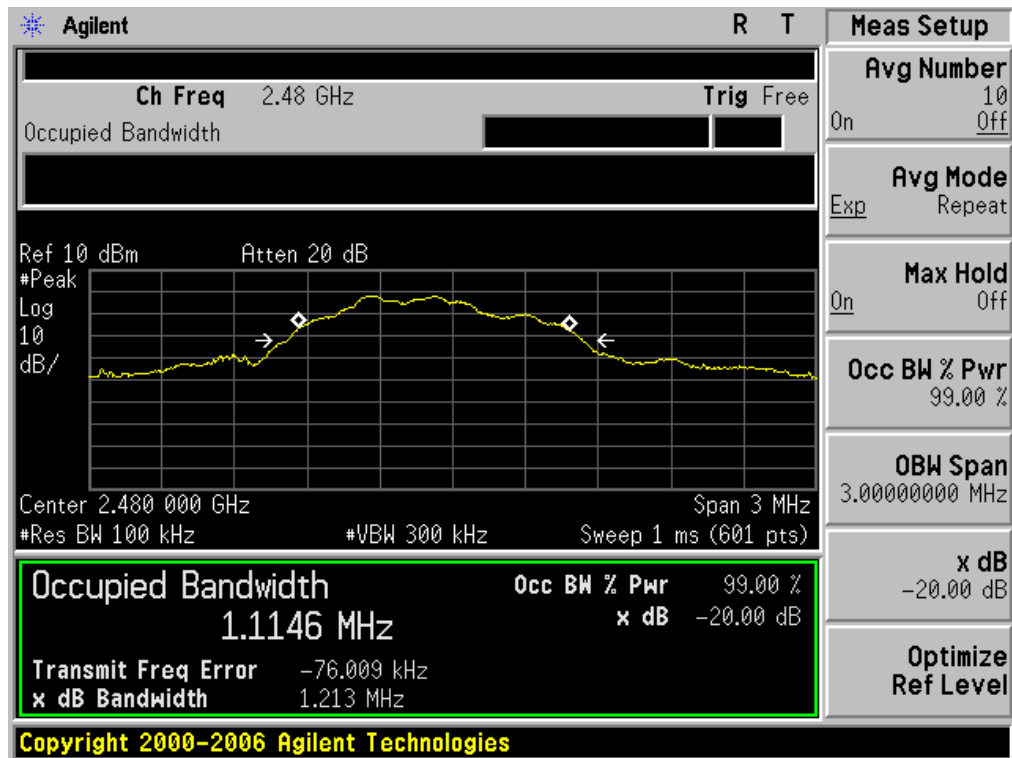 Agilent R T Meas Setup
Ch Freq 2.48 GHz Trig Free
Occupied Bandwidth
Avg Number
10
On Off
Avg Mode
Exp Repeat
Max Hold
On Off
Occ BW % Pwr
99.00 %
OBW Span
3.00000000 MHz
x dB
-20.00 dB
Optimize
Ref Level
Ref 10 dBm Atten 20 dB
#Peak
Log
10
dB/
Center 2.480 000 GHz Span 3 MHz
#Res BW 100 kHz #VBW 300 kHz Sweep 1 ms (601 pts)
Occupied Bandwidth Occ BW % Pwr 99.00 %
1.1146 MHz x dB -20.00 dB
Transmit Freq Error -76.009 kHz
x dB Bandwidth 1.213 MHz
Copyright 2000-2006 Agilent Technologies